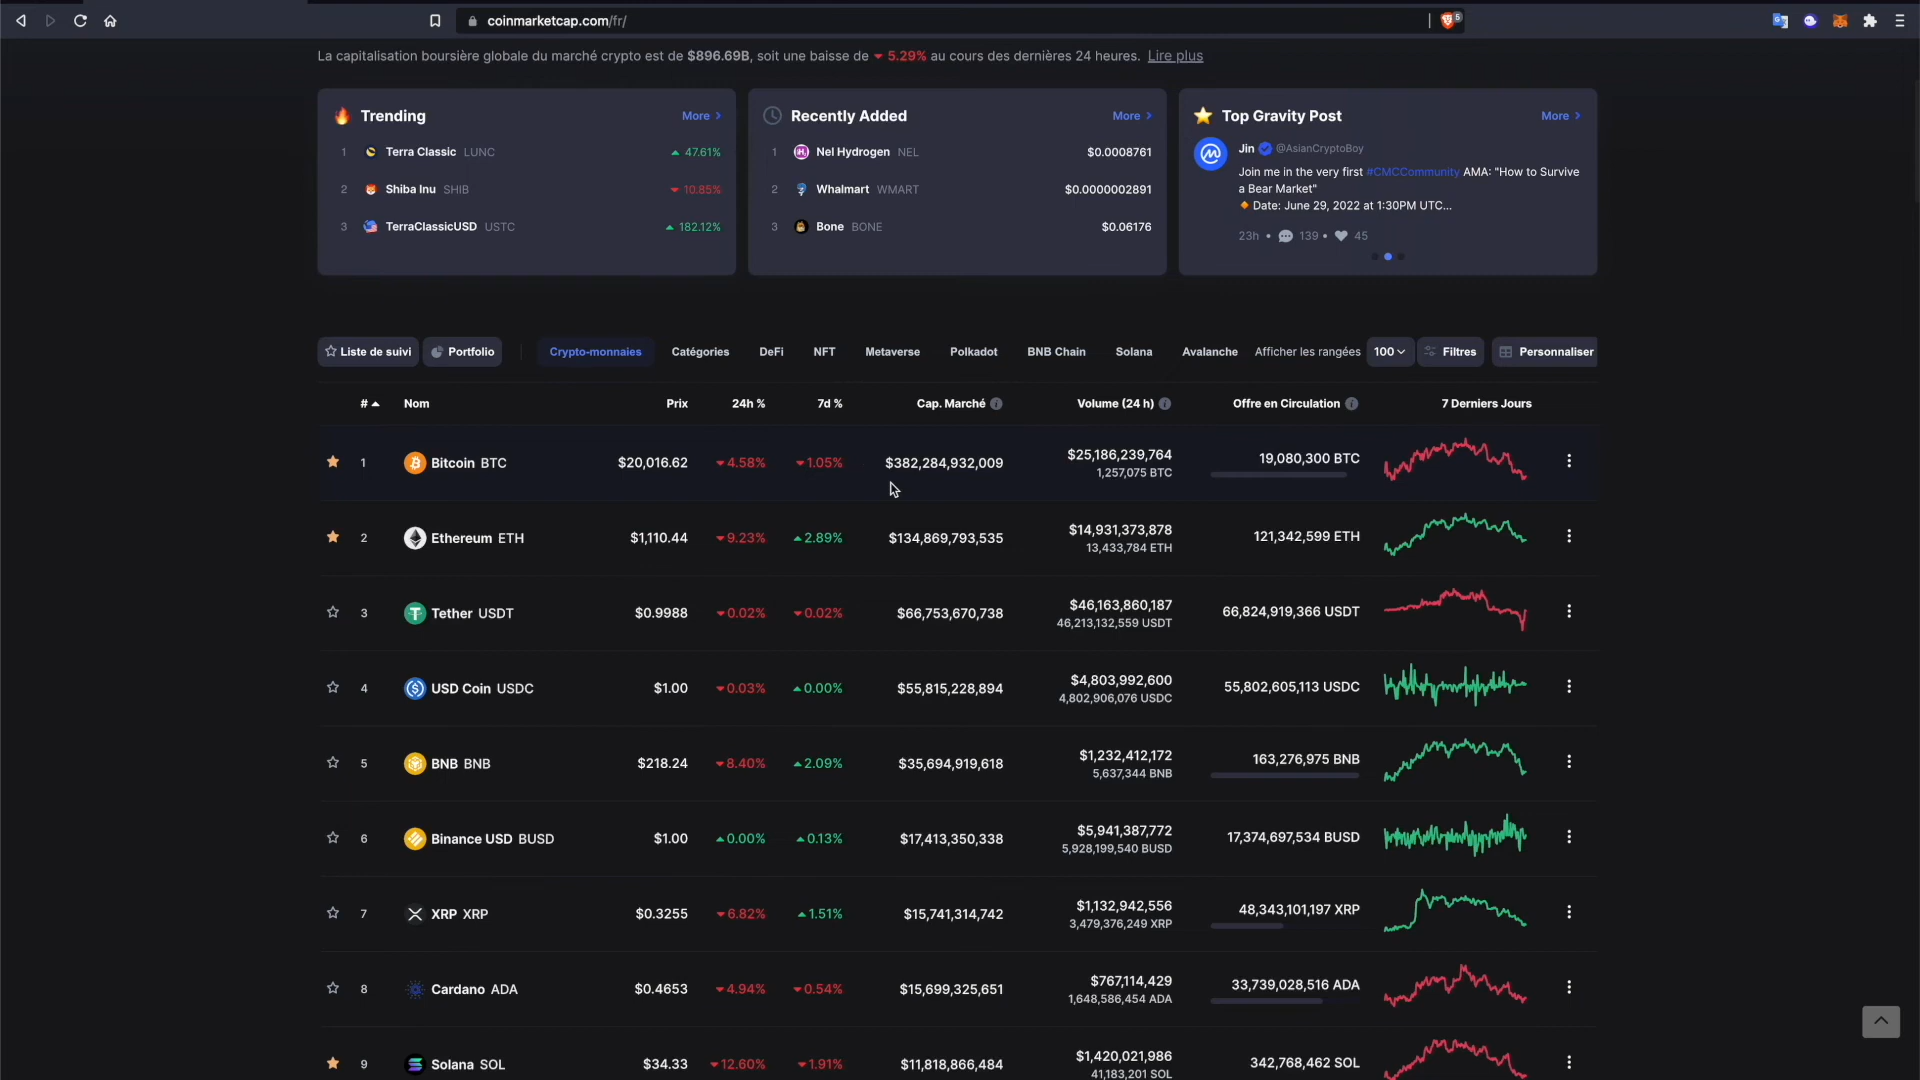 coinmarketcap.com/fr/
5
La capitalisation boursière globale du marché crypto est de $896.69B, soit une baisse de 5.29% au cours des dernières 24 heures. Lire plus
Trending More
1 Terra Classic LUNC 47.61%
2 Shiba Inu SHIB 10.85%
3 TerraClassicUSD USTC 182.12%
Recently Added More
1 Nel Hydrogen NEL $0.0008761
2 Whalmart WMART $0.0000002891
3 Bone BONE $0.06176
Top Gravity Post More
Jin @AsianCryptoBoy
Join me in the very first #CMCCommunity AMA: "How to Survive
a Bear Market"
Date: June 29, 2022 at 1:30PM UTC...
23h • 139 • 45
Liste de suivi Portfolio Crypto-monnaies Catégories DeFi NFT Metaverse Polkadot BNB Chain Solana Avalanche Afficher les rangées 100 Filtres Personnaliser
# Nom Prix 24h % 7d % Cap. Marché Volume (24 h) Offre en Circulation 7 Derniers Jours
1 Bitcoin BTC $20,016.62 4.58% 1.05% $382,284,932,009 $25,186,239,764 19,080,300 BTC
1,257,075 BTC
2 Ethereum ETH $1,110.44 9.23% 2.89% $134,869,793,535 $14,931,373,878 121,342,599 ETH
13,433,784 ETH
3 Tether USDT $0.9988 0.02% 0.02% $66,753,670,738 $46,163,860,187 66,824,919,366 USDT
46,213,132,559 USDT
4 USD Coin USDC $1.00 0.03% 0.00% $55,815,228,894 $4,803,992,600 55,802,605,113 USDC
4,802,906,076 USDC
5 BNB BNB $218.24 8.40% 2.09% $35,694,919,618 $1,232,412,172 163,276,975 BNB
5,637,344 BNB
6 Binance USD BUSD $1.00 0.00% 0.13% $17,413,350,338 $5,941,387,772 17,374,697,534 BUSD
5,928,199,540 BUSD
7 XRP XRP $0.3255 6.82% 1.51% $15,741,314,742 $1,132,942,556 48,343,101,197 XRP
3,479,376,249 XRP
8 Cardano ADA $0.4653 4.94% 0.54% $15,699,325,651 $767,114,429 33,739,028,516 ADA
1,648,586,454 ADA
9 Solana SOL $34.33 12.60% 1.91% $11,818,866,484 $1,420,021,986 342,768,462 SOL
41,183,201 SOL